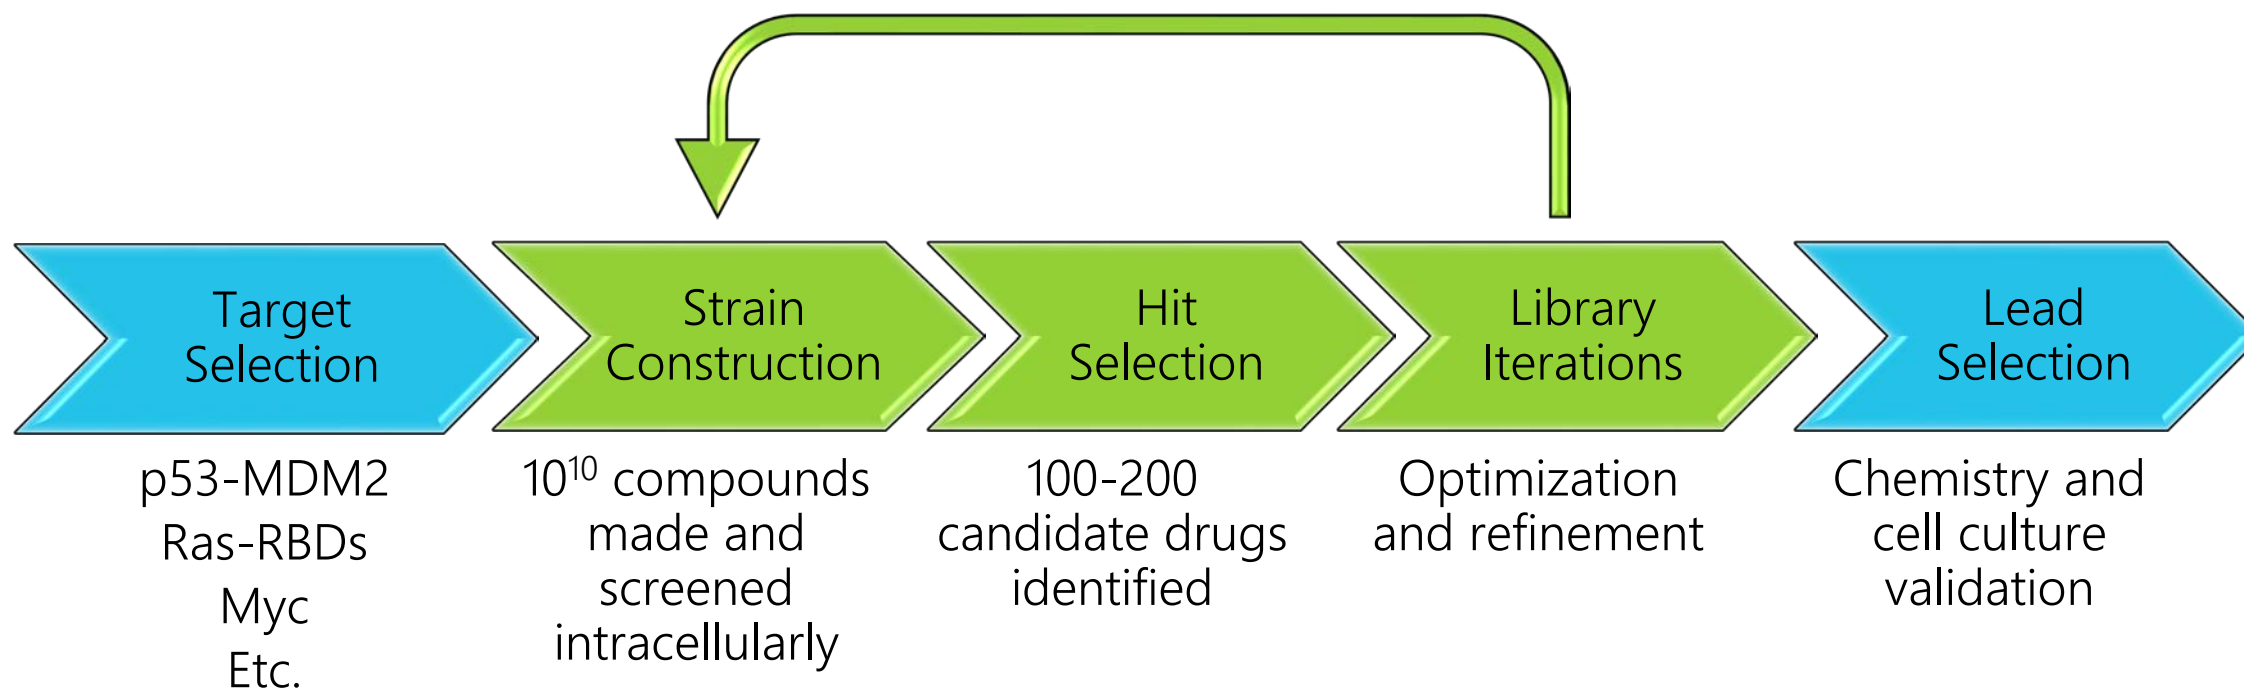 Target
Selection
Strain
Construction
Hit
Selection
Library
Iterations
Lead
Selection
p53-MDM2
Ras-RBDs
Myc
Etc.
10¹⁰ compounds
made and
screened
intracellularly
100-200
candidate drugs
identified
Optimization
and refinement
Chemistry and
cell culture
validation